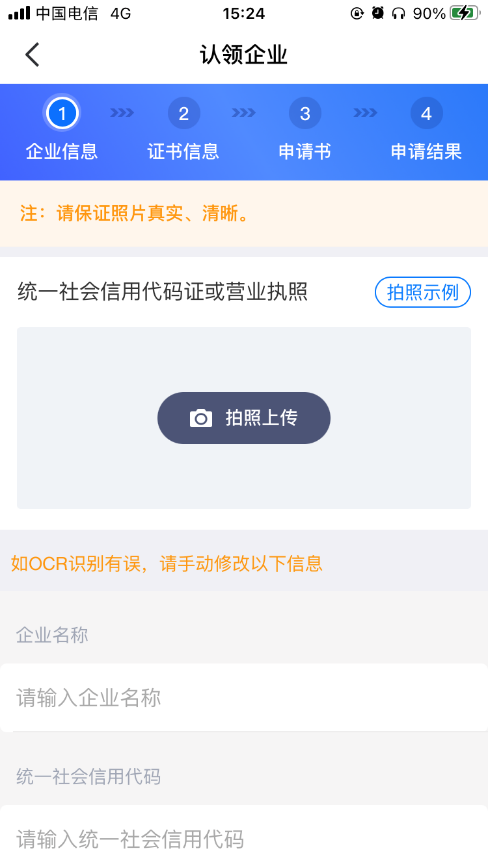 中国电信 4G 15:24 90%
认领企业
1 2 3 4
企业信息 证书信息 申请书 申请结果
注：请保证照片真实、清晰。
统一社会信用代码证或营业执照 拍照示例
拍照上传
如OCR识别有误，请手动修改以下信息
企业名称
请输入企业名称
统一社会信用代码
请输入统一社会信用代码